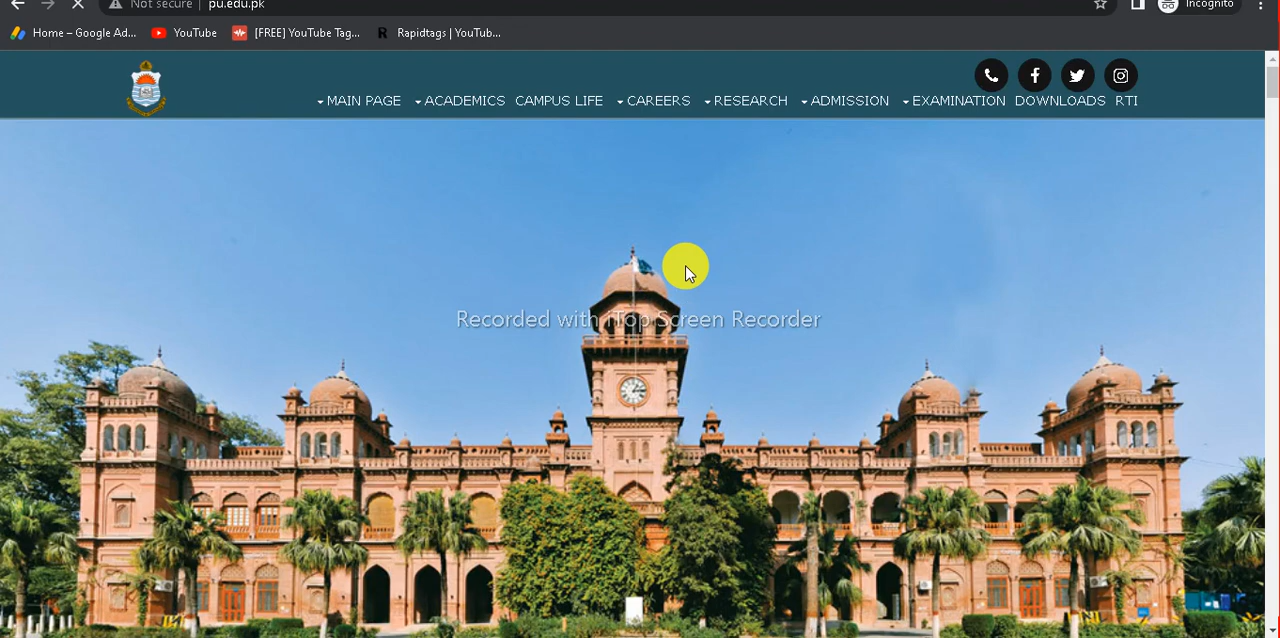 Not secure | pu.edu.pk Incognito
Home – Google Ad... YouTube [FREE] YouTube Tag... R Rapidtags | YouTub...
MAIN PAGE ACADEMICS CAMPUS LIFE CAREERS RESEARCH ADMISSION EXAMINATION DOWNLOADS RTI
Recorded with iTop Screen Recorder